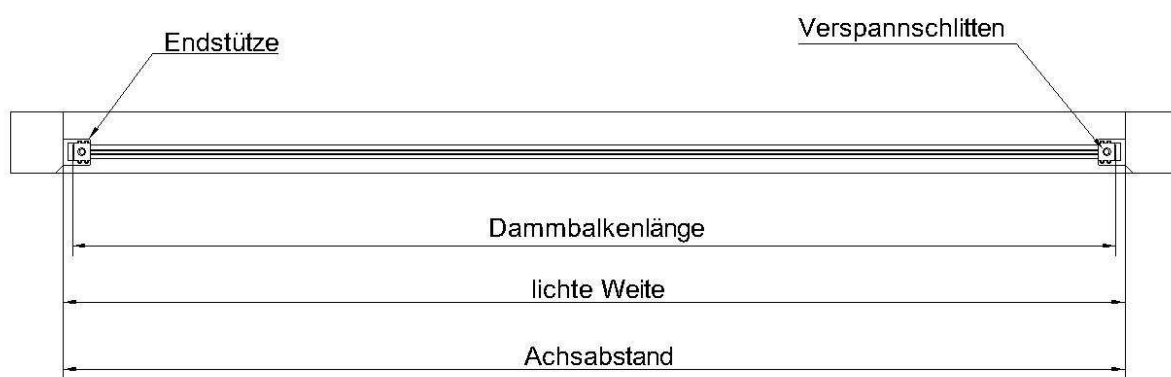 Endstütze
Verspannschlitten
Dammbalkenlänge
lichte Weite
Achsabstand